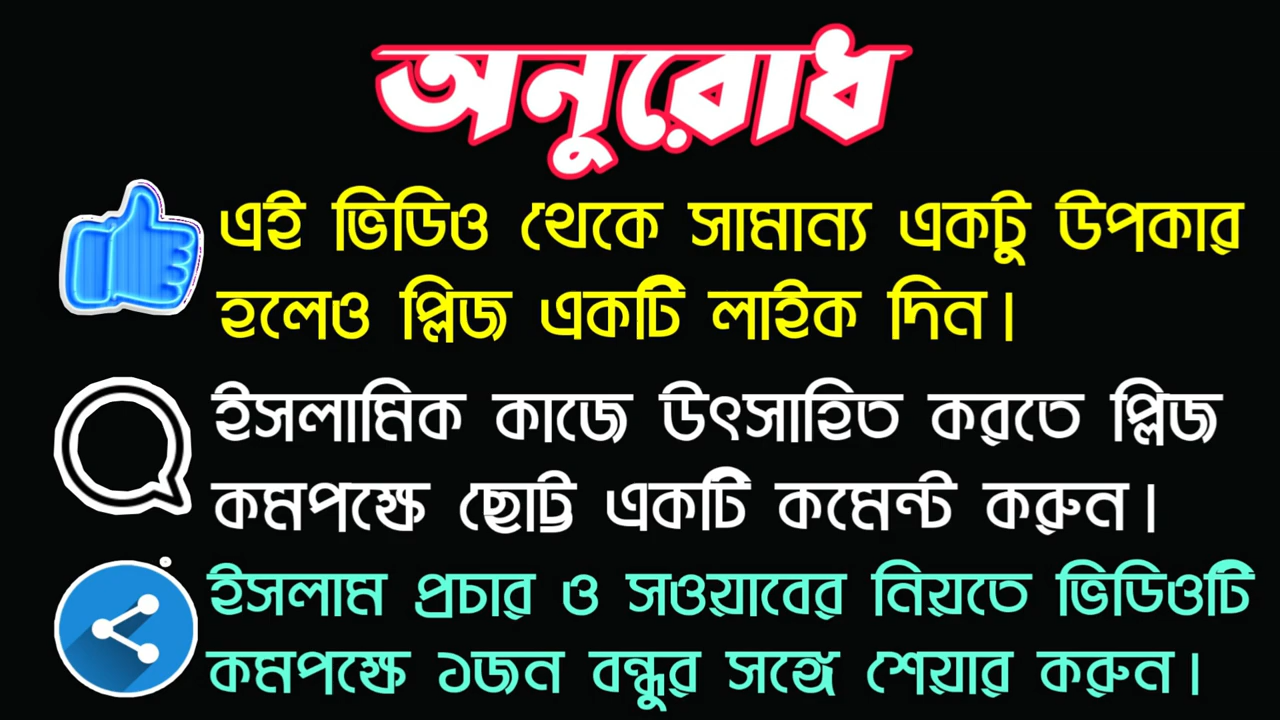 অনুরোধ
এই ভিডিও থেকে সামান্য একটু উপকার
হলেও প্লিজ একটি লাইক দিন।
ইসলামিক কাজে উৎসাহিত করতে প্লিজ
কমপক্ষে ছোট্ট একটি কমেন্ট করুন।
ইসলাম প্রচার ও সওয়াবের নিয়তে ভিডিওটি
কমপক্ষে ১জন বন্ধুর সঙ্গে শেয়ার করুন।